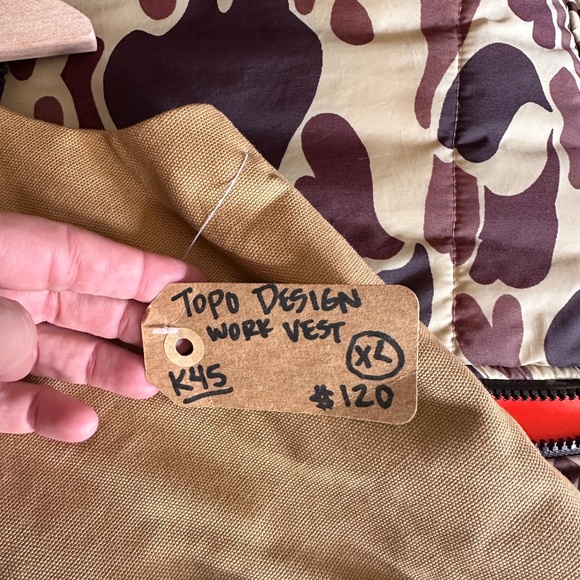 TOPO DESIGN
WORK VEST
XL
K45
$120